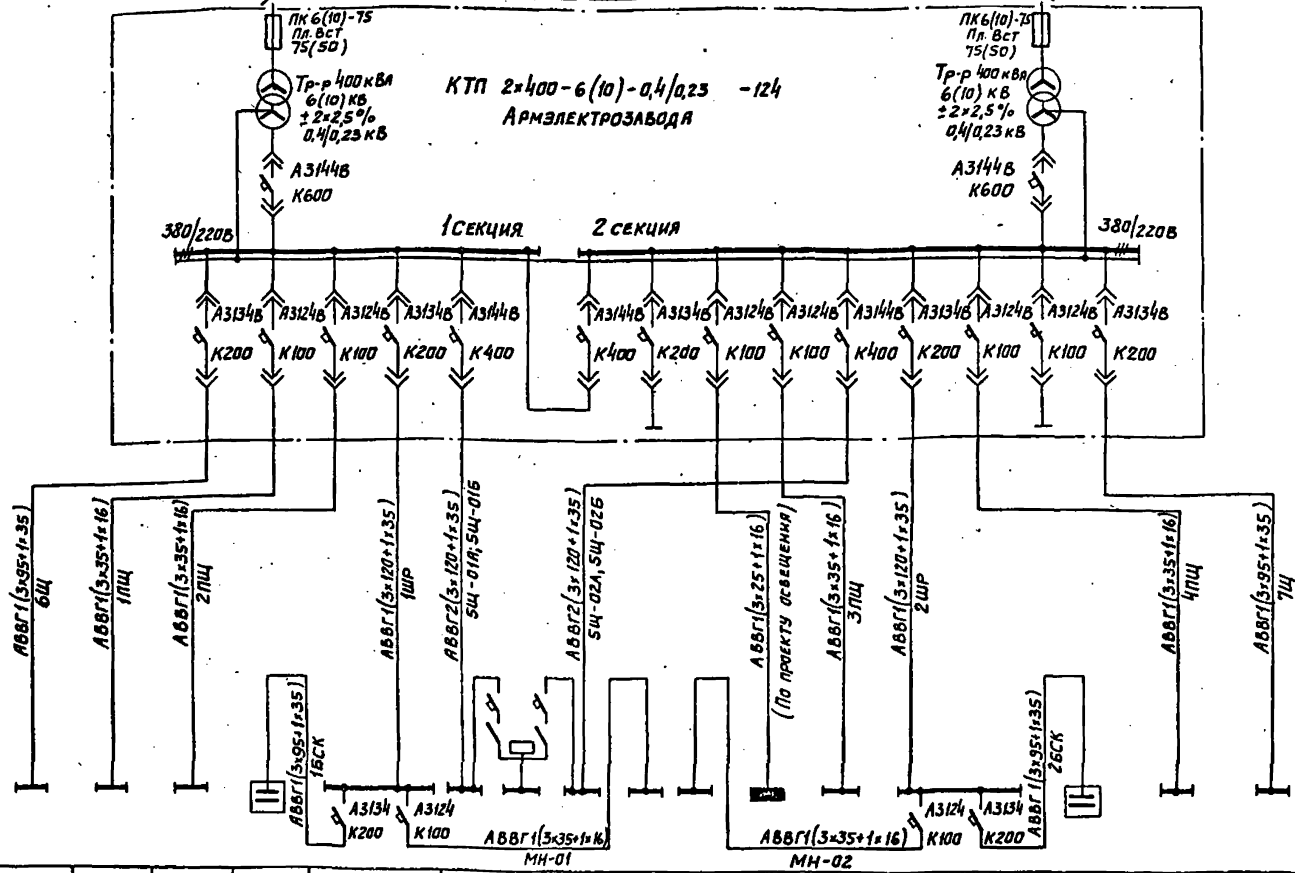 ПК6(10)-75
Пл. Вст
75(50)
Тр-р 400 кВА
6(10) кВ
±2×2,5%
0,4/0,23 кВ
А3144В
К600
КТП 2×400-6(10)-0,4/0,23 -124
Армэлектрозавода
ПК6(10)-75
Пл. Вст
75(50)
Тр-р 400 кВА
6(10) кВ
±2×2,5%
0,4/0,23 кВ
А3144В
К600
380/220В
1 секция
2 секция
380/220В
А3134В
А3124В
А3124В
А3134В
А3144В
А3144В
А3134В
А3124В
А3124В
А3144В
А3134В
А3124В
А3124В
А3134В
К200
К100
К100
К200
К400
К400
К200
К100
К100
К400
К200
К100
К100
К200
АВВГ1(3×95+1×35)
6Щ
АВВГ1(3×35+1×16)
1ПЩ
АВВГ1(3×35+1×16)
2ПЩ
АВВГ1(3×120+1×35)
1ШР
АВВГ2(3×120+1×35)
5Щ-01А; 5Щ-01Б
АВВГ2(3×120+1×35)
5Щ-02А, 5Щ-02Б
АВВГ1(3×25+1×16)
(По проекту освещения)
АВВГ1(3×35+1×16)
3ПЩ
АВВГ1(3×120+1×35)
2ШР
АВВГ1(3×35+1×16)
4ПЩ
АВВГ1(3×95+1×35)
7Щ
АВВГ1(3×95+1×35)
1БСК
А3134
К200
А3124
К100
АВВГ1(3×35+1×16)
МН-01
АВВГ1(3×35+1×16)
МН-02
А3124
К100
А3134
К200
АВВГ1(3×95+1×35)
2БСК